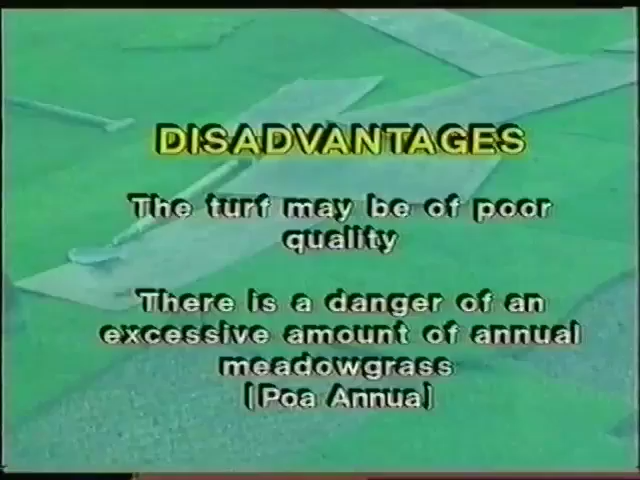 DISADVANTAGES
The turf may be of poor
quality
There is a danger of an
excessive amount of annual
meadowgrass
[Poa Annua]